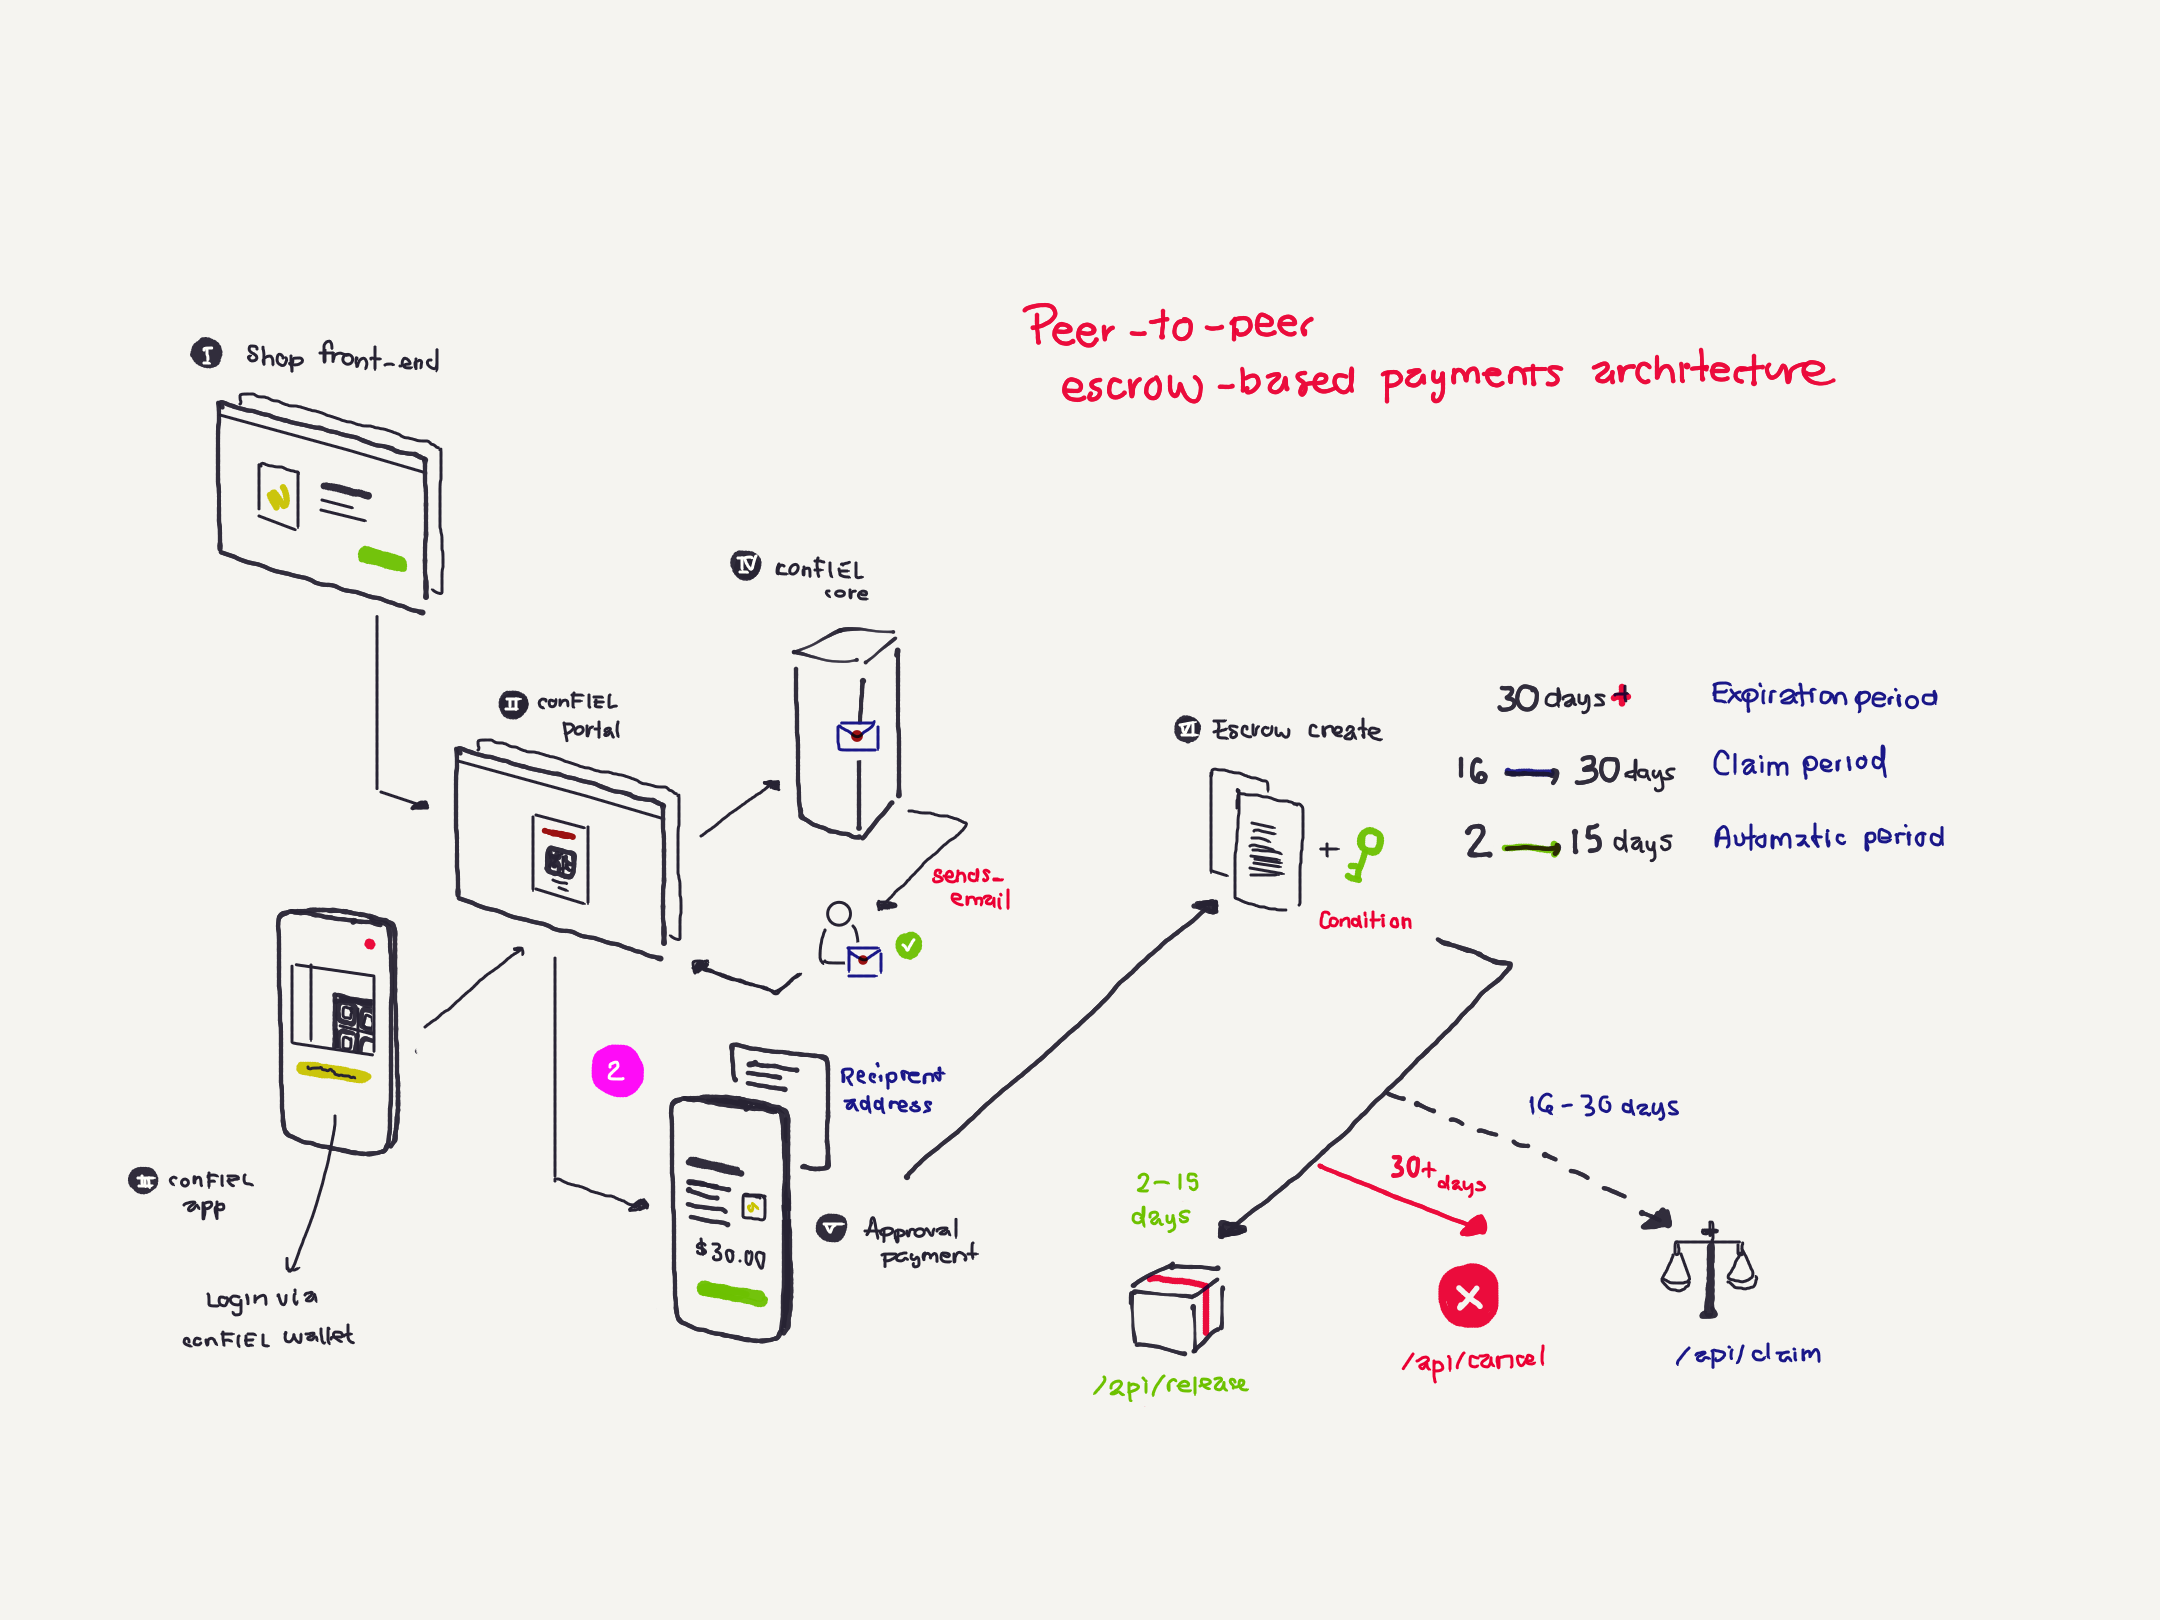 Peer-to-peer
escrow-based payments architecture
I Shop front-end
II conFIEL
portal
IV conFIEL
core
sends
email
III conFIEL
app
Login via
conFIEL wallet
2
Recipient
address
$30.00
V Approval
payment
VI Escrow create
+
Condition
30 days + Expiration period
16 → 30 days Claim period
2 → 15 days Automatic period
16-30 days
30+ days
2-15
days
/api/release
/api/cancel
/api/claim